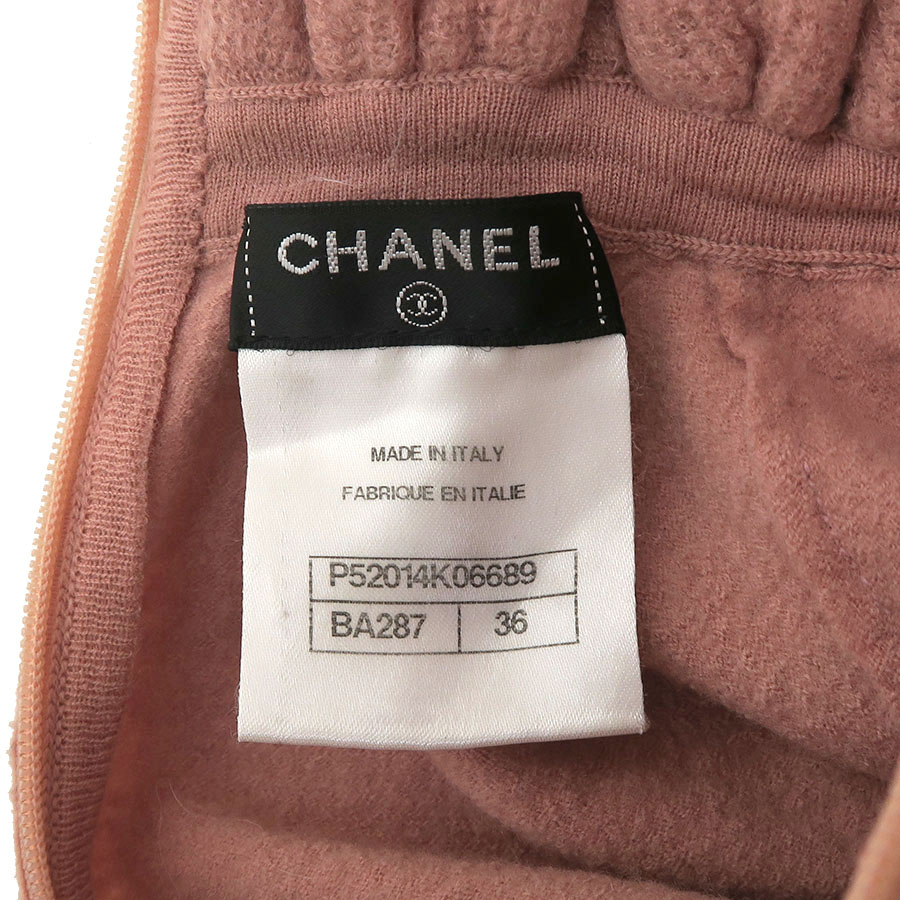 CHANEL
MADE IN ITALY
FABRIQUE EN ITALIE
P52014K06689
BA287 36